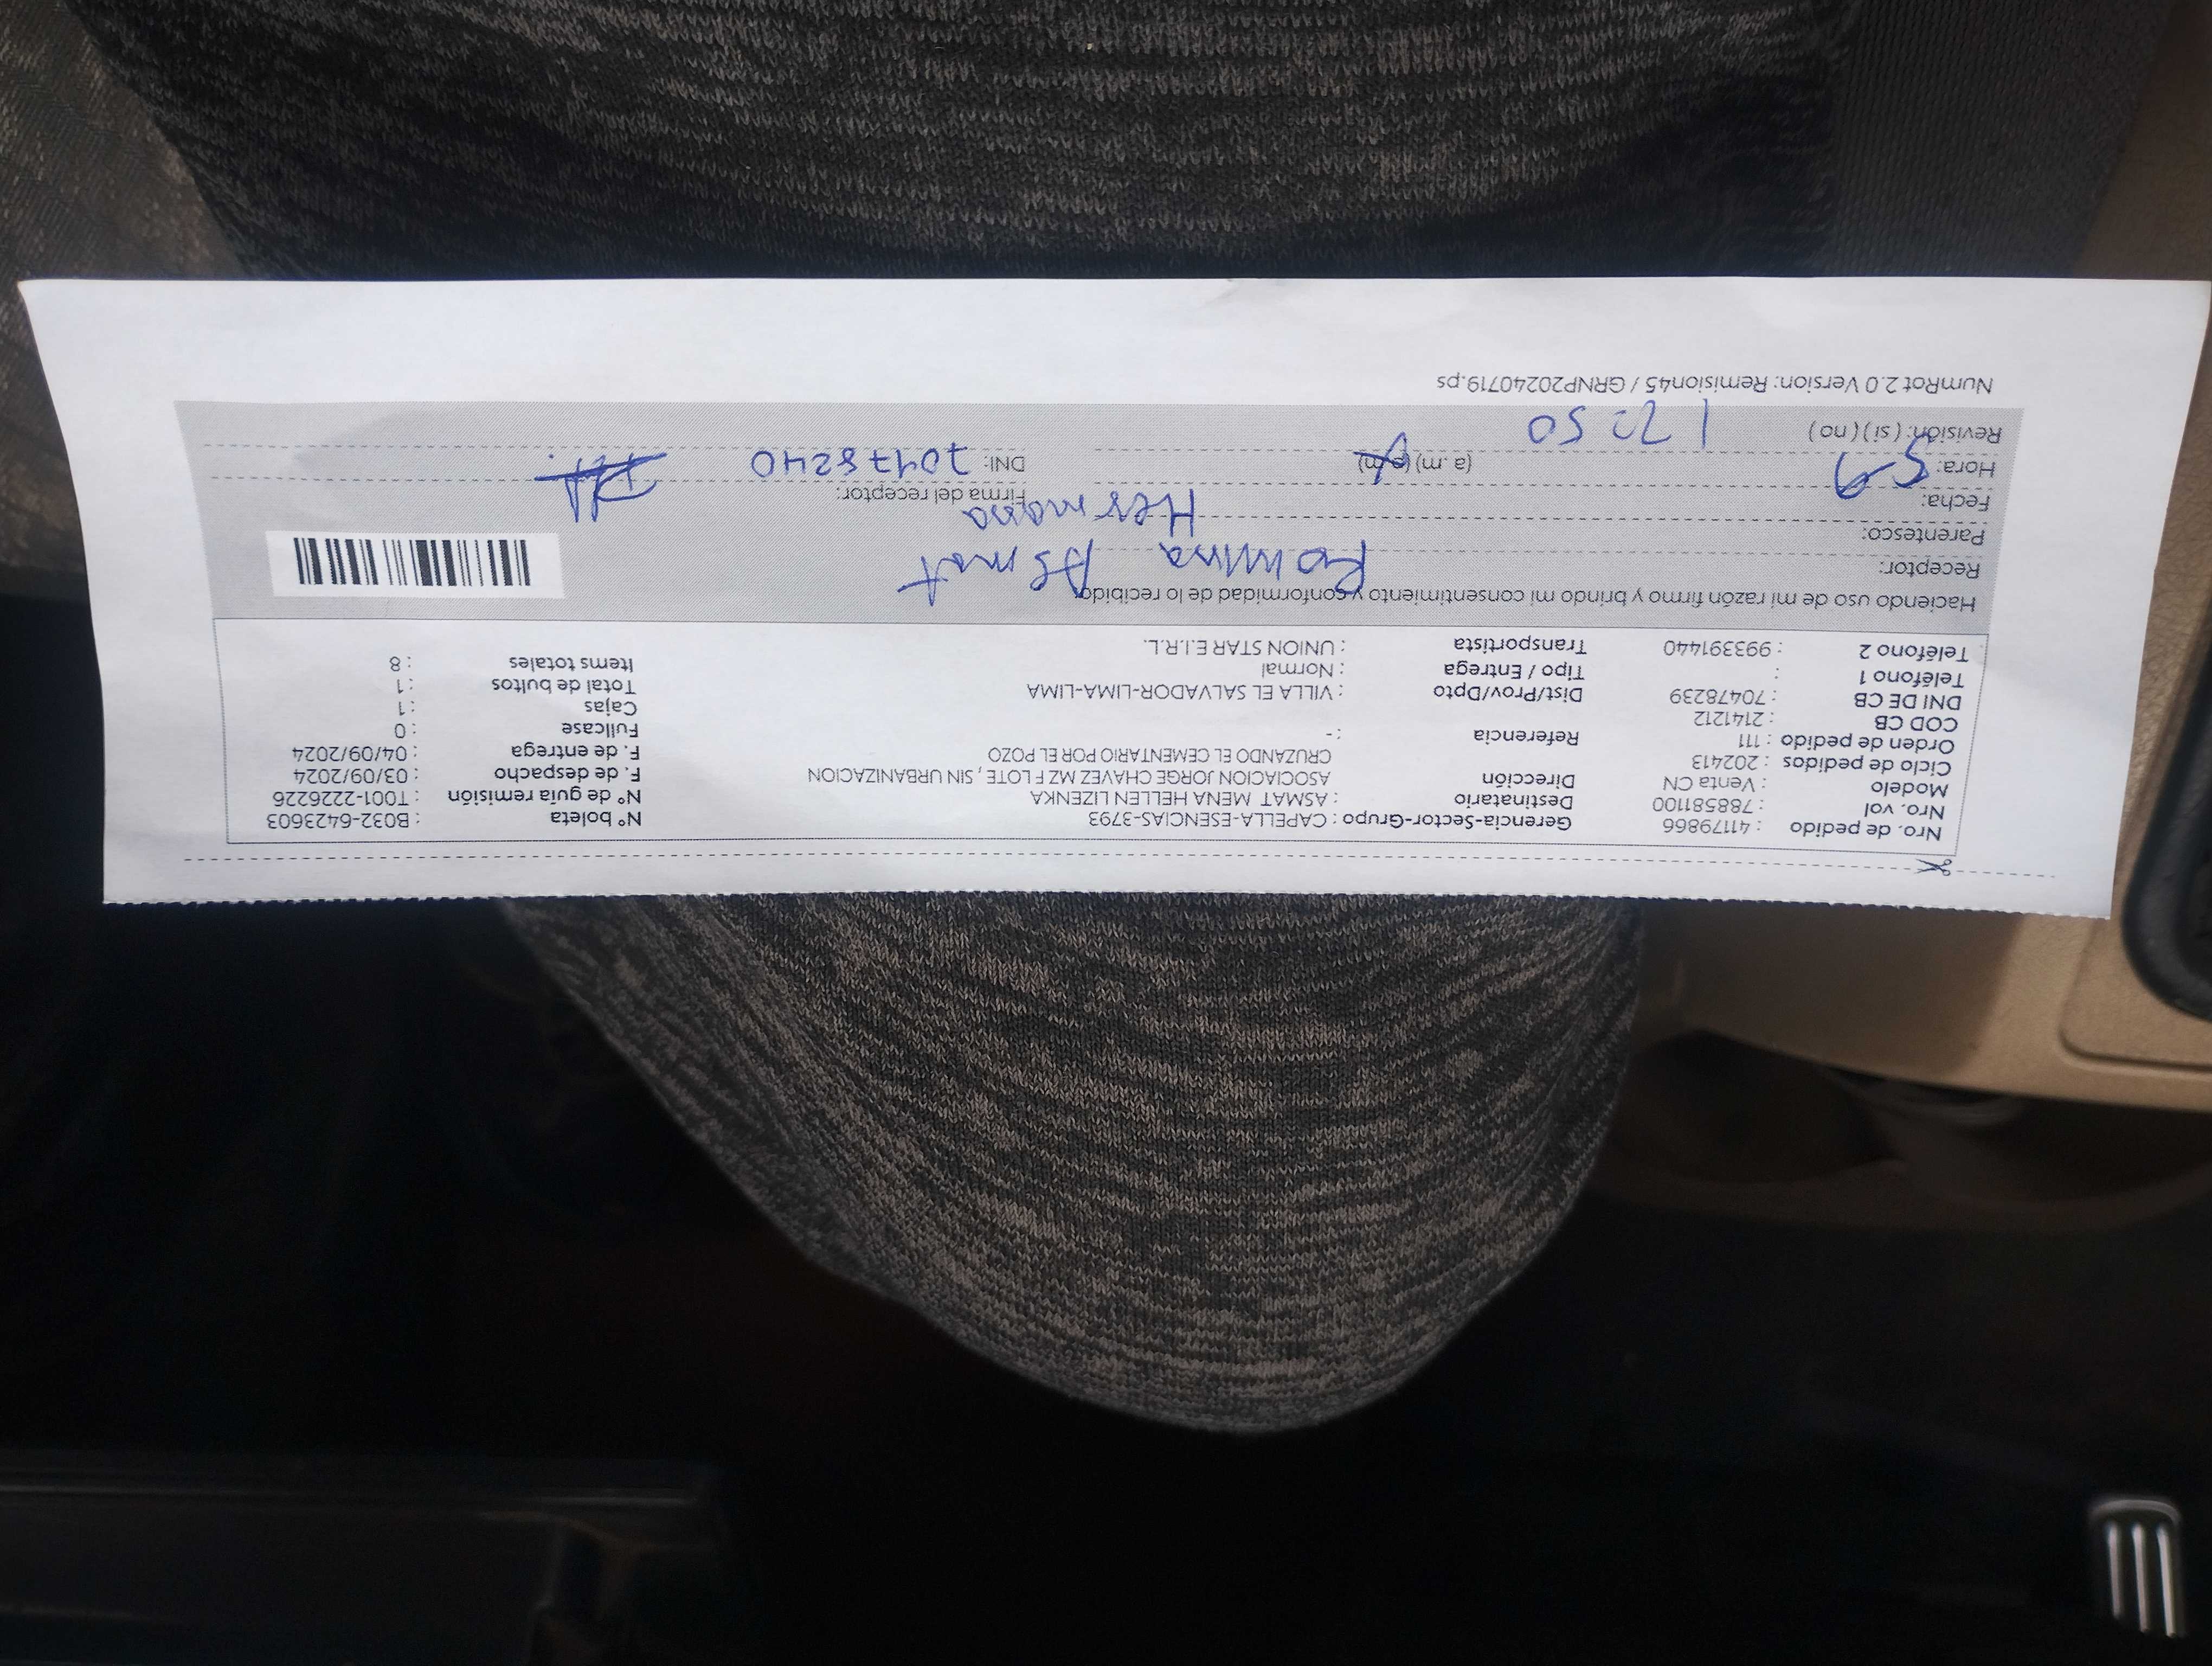 Nro. de pedido : 41179866 Gerencia-Sector-Grupo : CAPELLA-ESENCIAS-3793 N° boleta : B032-6423603
Nro. vol : 788581100 Destinatario : ASMAT MENA HELLEN LIZENKA N° de guía remisión : T001-2226226
Modelo : Venta CN Dirección ASOCIACION JORGE CHAVEZ MZ F LOTE , SIN URBANIZACION F. de despacho : 03/09/2024
Ciclo de pedidos : 202413 CRUZANDO EL CEMENTARIO POR EL POZO F. de entrega : 04/09/2024
Orden de pedido : 111 Referencia : - Fullcase : 0
COD CB : 2141212 Cajas : 1
DNI DE CB : 70478239 Dist/Prov/Dpto : VILLA EL SALVADOR-LIMA-LIMA Total de bultos : 1
Teléfono 1 : Tipo / Entrega : Normal Items totales : 8
Teléfono 2 : 993391440 Transportista : UNION STAR E.I.R.L.
Haciendo uso de mi razón firmo y brindo mi consentimiento y conformidad de lo recibido.
Receptor: Romina Asmat
Parentesco: Hermana
Fecha: 5-9 Firma del receptor:
Hora: (a.m) (p.m) DNI: 70478240
Revisión: ( si ) ( no )
NumRot 2.0 Version: Remision45 / GRNP20240719.ps